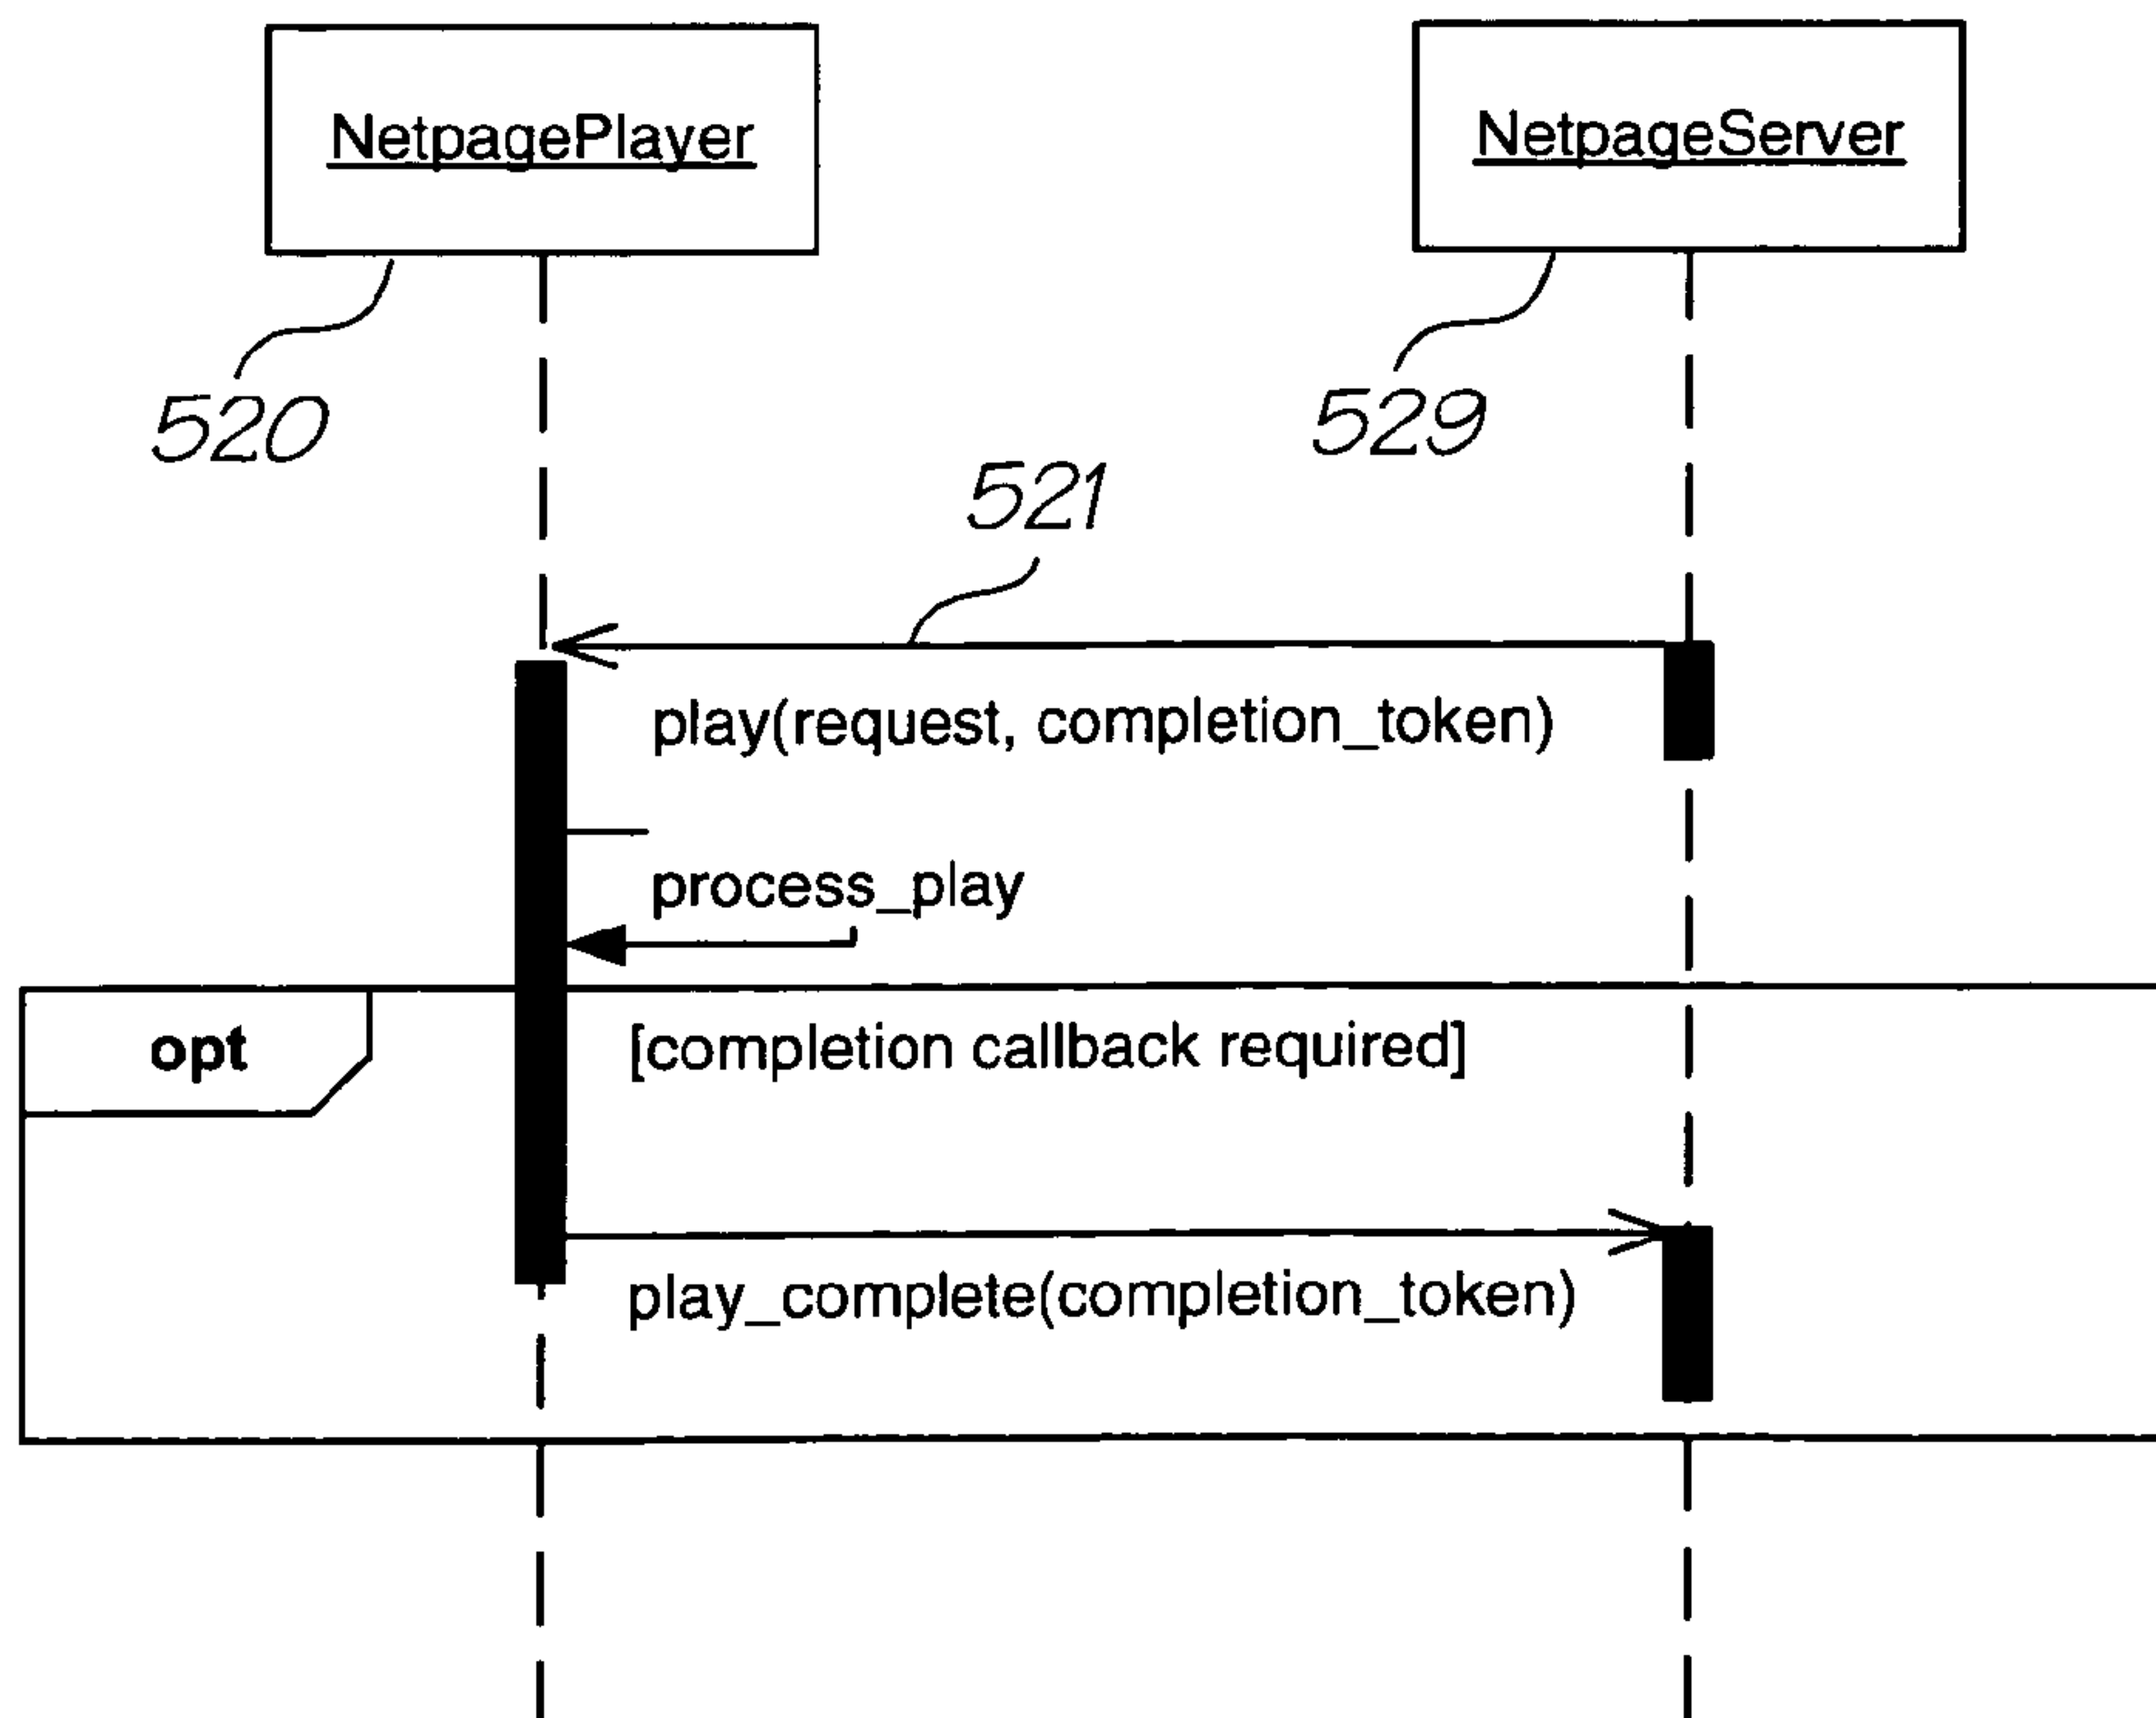 NetpagePlayer
NetpageServer
520
529
521
play(request, completion_token)
process_play
opt
[completion callback required]
play_complete(completion_token)